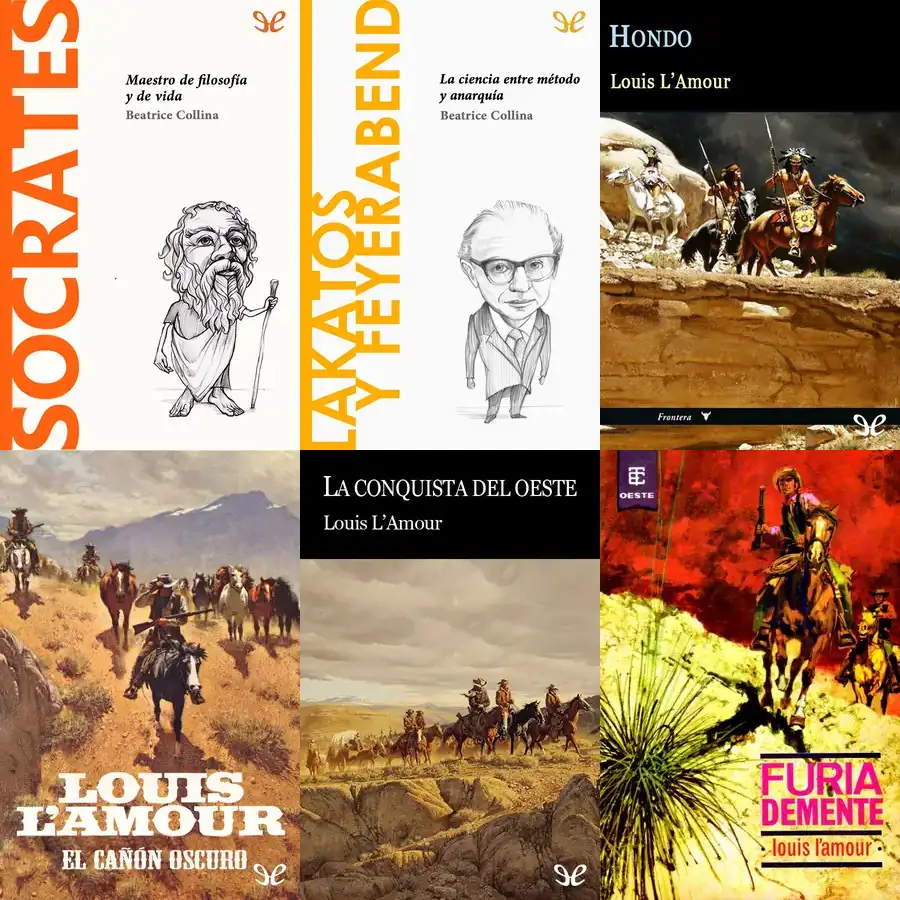 SOCRATES
Maestro de filosofía
y de vida
Beatrice Collina
LAKATOS
Y FEYERABEND
La ciencia entre método
y anarquía
Beatrice Collina
HONDO
Louis L'Amour
Frontera
LOUIS
L'AMOUR
EL CAÑÓN OSCURO
LA CONQUISTA DEL OESTE
Louis L'Amour
OESTE
FURIA
DEMENTE
louis l'amour